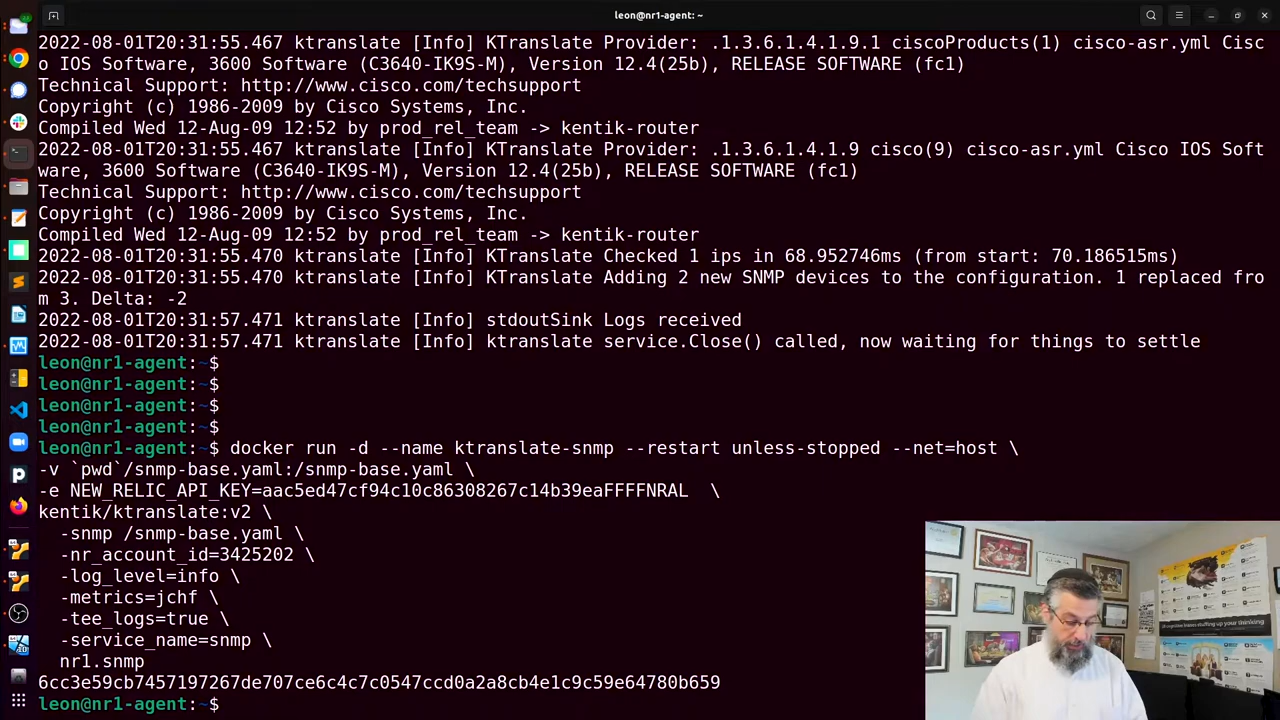 leon@nr1-agent: ~
2022-08-01T20:31:55.467 ktranslate [Info] KTranslate Provider: .1.3.6.1.4.1.9.1 ciscoProducts(1) cisco-asr.yml Cisc
o IOS Software, 3600 Software (C3640-IK9S-M), Version 12.4(25b), RELEASE SOFTWARE (fc1)
Technical Support: http://www.cisco.com/techsupport
Copyright (c) 1986-2009 by Cisco Systems, Inc.
Compiled Wed 12-Aug-09 12:52 by prod_rel_team -> kentik-router
2022-08-01T20:31:55.467 ktranslate [Info] KTranslate Provider: .1.3.6.1.4.1.9 cisco(9) cisco-asr.yml Cisco IOS Soft
ware, 3600 Software (C3640-IK9S-M), Version 12.4(25b), RELEASE SOFTWARE (fc1)
Technical Support: http://www.cisco.com/techsupport
Copyright (c) 1986-2009 by Cisco Systems, Inc.
Compiled Wed 12-Aug-09 12:52 by prod_rel_team -> kentik-router
2022-08-01T20:31:55.470 ktranslate [Info] KTranslate Checked 1 ips in 68.952746ms (from start: 70.186515ms)
2022-08-01T20:31:55.470 ktranslate [Info] KTranslate Adding 2 new SNMP devices to the configuration. 1 replaced fro
m 3. Delta: -2
2022-08-01T20:31:57.471 ktranslate [Info] stdoutSink Logs received
2022-08-01T20:31:57.471 ktranslate [Info] ktranslate service.Close() called, now waiting for things to settle
leon@nr1-agent:~$
leon@nr1-agent:~$
leon@nr1-agent:~$
leon@nr1-agent:~$
leon@nr1-agent:~$ docker run -d --name ktranslate-snmp --restart unless-stopped --net=host \
-v `pwd`/snmp-base.yaml:/snmp-base.yaml \
-e NEW_RELIC_API_KEY=aac5ed47cf94c10c86308267c14b39eaFFFFNRAL \
kentik/ktranslate:v2 \
-snmp /snmp-base.yaml \
-nr_account_id=3425202 \
-log_level=info \
-metrics=jchf \
-tee_logs=true \
-service_name=snmp \
nr1.snmp
6cc3e59cb7457197267de707ce6c4c7c0547ccd0a2a8cb4e1c9c59e64780b659
leon@nr1-agent:~$